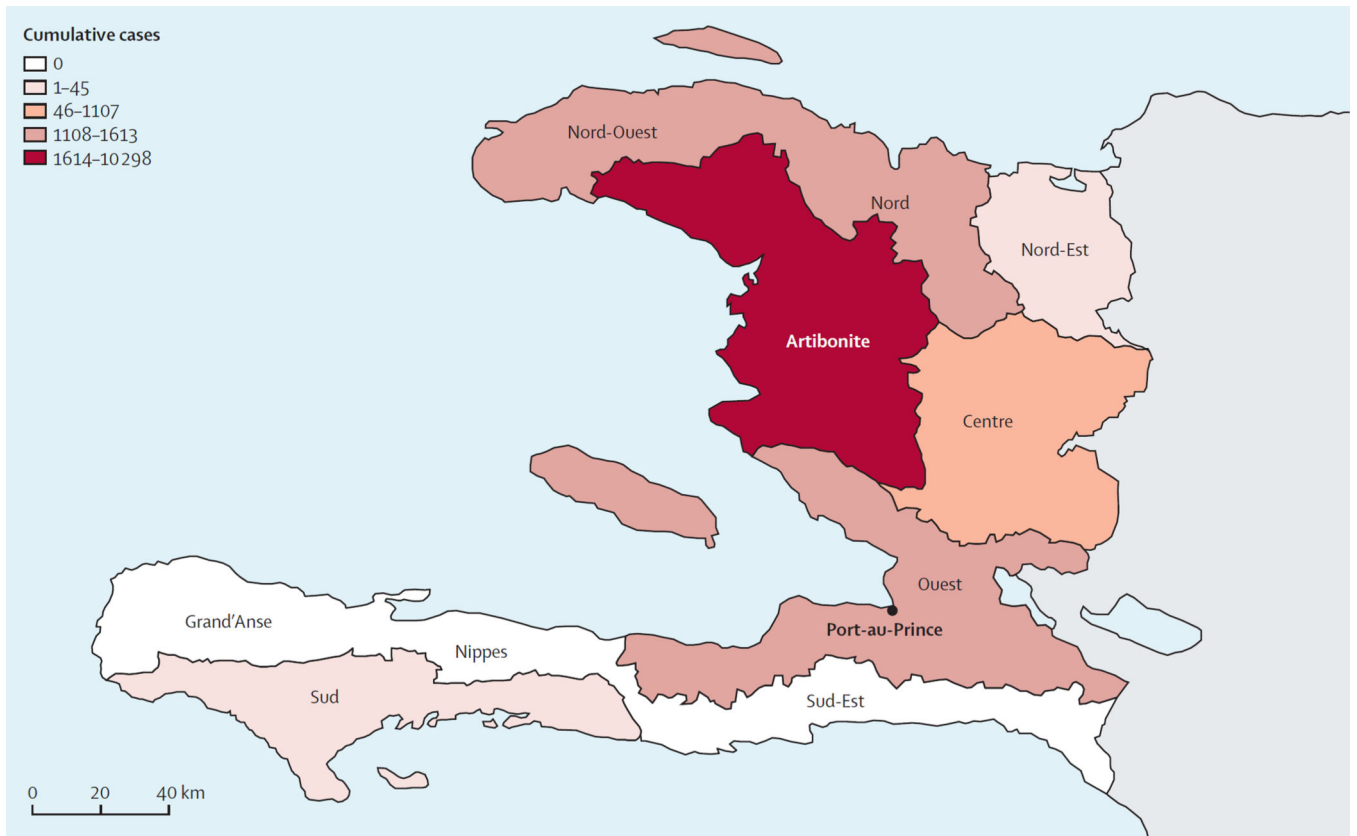 Cumulative cases
0
1–45
46–1107
1108–1613
1614–10 298
Nord-Ouest
Nord
Nord-Est
Artibonite
Centre
Ouest
Port-au-Prince
Grand’Anse
Nippes
Sud
Sud-Est
0 20 40 km